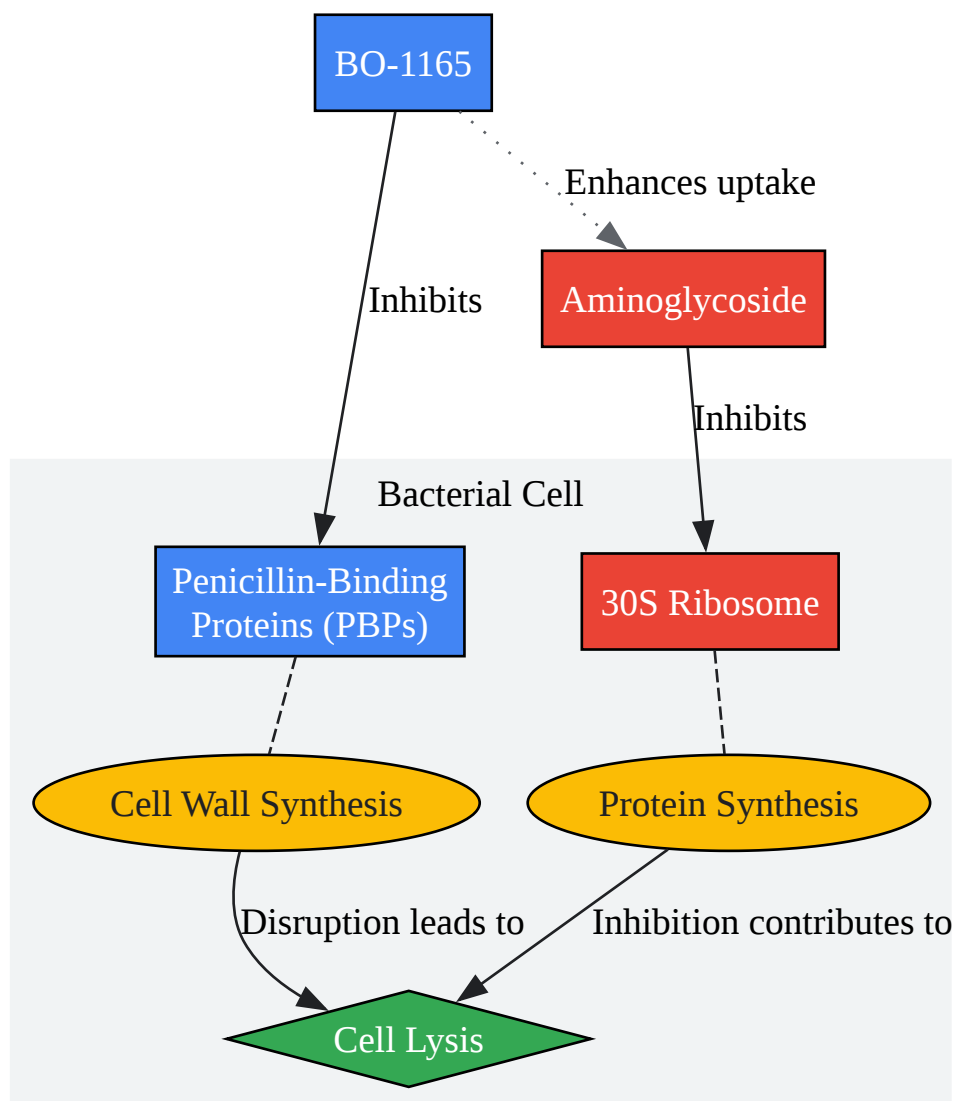 BO-1165
Enhances uptake
Inhibits
Aminoglycoside
Inhibits
Bacterial Cell
Penicillin-Binding
Proteins (PBPs)
30S Ribosome
Cell Wall Synthesis
Protein Synthesis
Disruption leads to
Inhibition contributes to
Cell Lysis